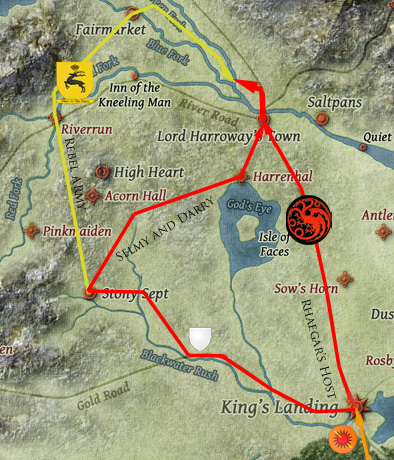 Fairmarket
Blue Fork
Fork
Inn of the
Kneeling Man
River Road
Saltpans
Riverrun
Lord Harroway's Town
Quiet
Rebel Army
High Heart
Harrenhal
Acorn Hall
Red Fork
God's Eye
Selmy and Darry
Pinkmaiden
Antle
Isle of
Faces
Sow's Horn
Stony Sept
Rhaegar's Host
Dus
Blackwater Rush
Rosby
Gold Road
King's Landing
en